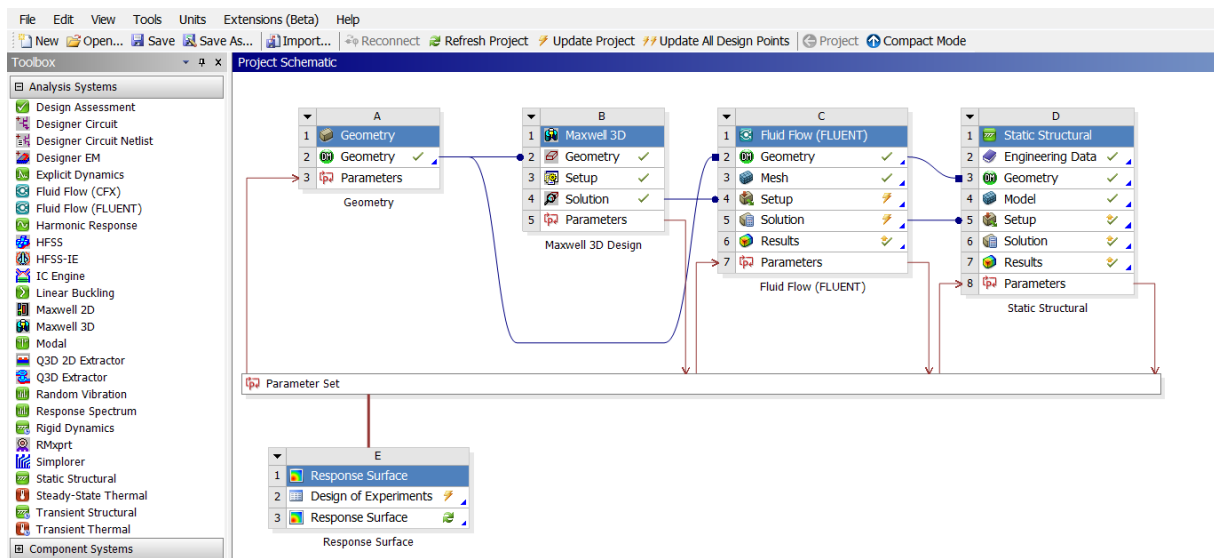 File Edit View Tools Units Extensions (Beta) Help
New Open... Save Save As... Import... Reconnect Refresh Project Update Project Update All Design Points Project Compact Mode
Toolbox
Project Schematic
Analysis Systems
Design Assessment
Designer Circuit
Designer Circuit Netlist
Designer EM
Explicit Dynamics
Fluid Flow (CFX)
Fluid Flow (FLUENT)
Harmonic Response
HFSS
HFSS-IE
IC Engine
Linear Buckling
Maxwell 2D
Maxwell 3D
Modal
Q3D 2D Extractor
Q3D Extractor
Random Vibration
Response Spectrum
Rigid Dynamics
RMxprt
Simplorer
Static Structural
Steady-State Thermal
Transient Structural
Transient Thermal
Component Systems
A
1 Geometry
2 Geometry
3 Parameters
Geometry
B
1 Maxwell 3D
2 Geometry
3 Setup
4 Solution
5 Parameters
Maxwell 3D Design
C
1 Fluid Flow (FLUENT)
2 Geometry
3 Mesh
4 Setup
5 Solution
6 Results
7 Parameters
Fluid Flow (FLUENT)
D
1 Static Structural
2 Engineering Data
3 Geometry
4 Model
5 Setup
6 Solution
7 Results
8 Parameters
Static Structural
Parameter Set
E
1 Response Surface
2 Design of Experiments
3 Response Surface
Response Surface